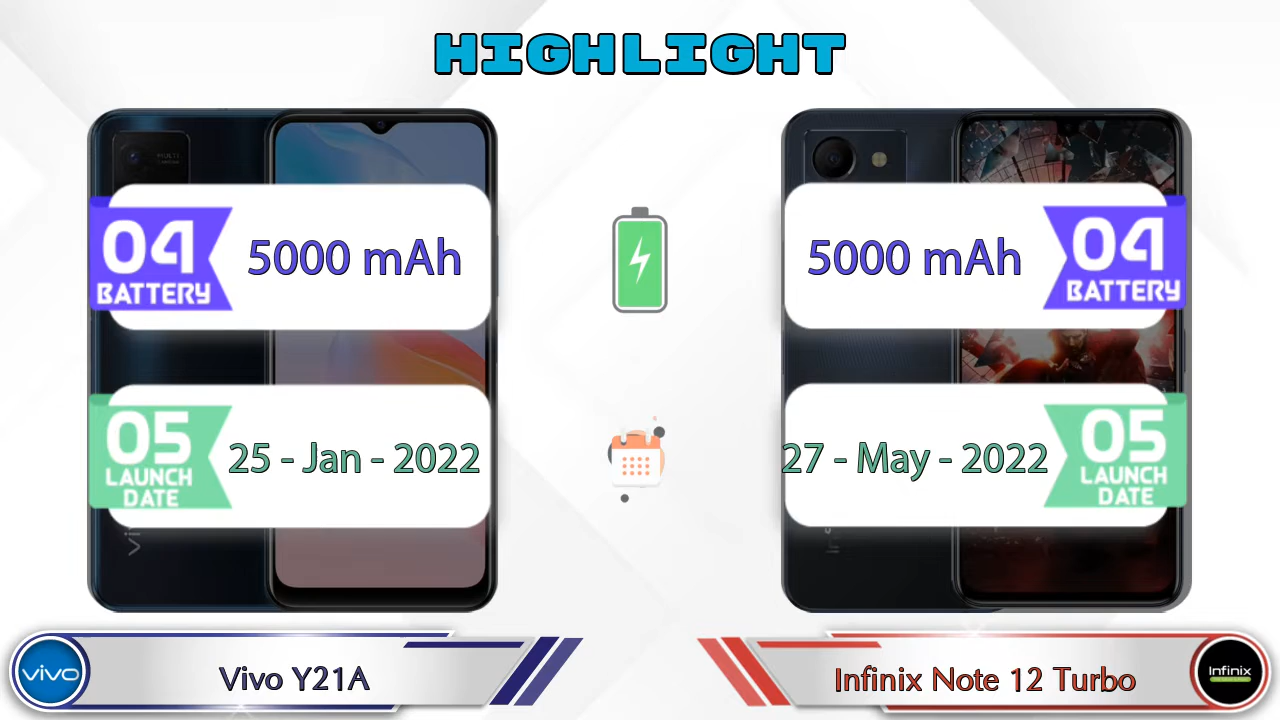 HIGHLIGHT
MULTI
04
BATTERY
5000 mAh
5000 mAh
04
BATTERY
05
LAUNCH
DATE
25 - Jan - 2022
27 - May - 2022
05
LAUNCH
DATE
vivo
Vivo Y21A
Infinix Note 12 Turbo
Infinix